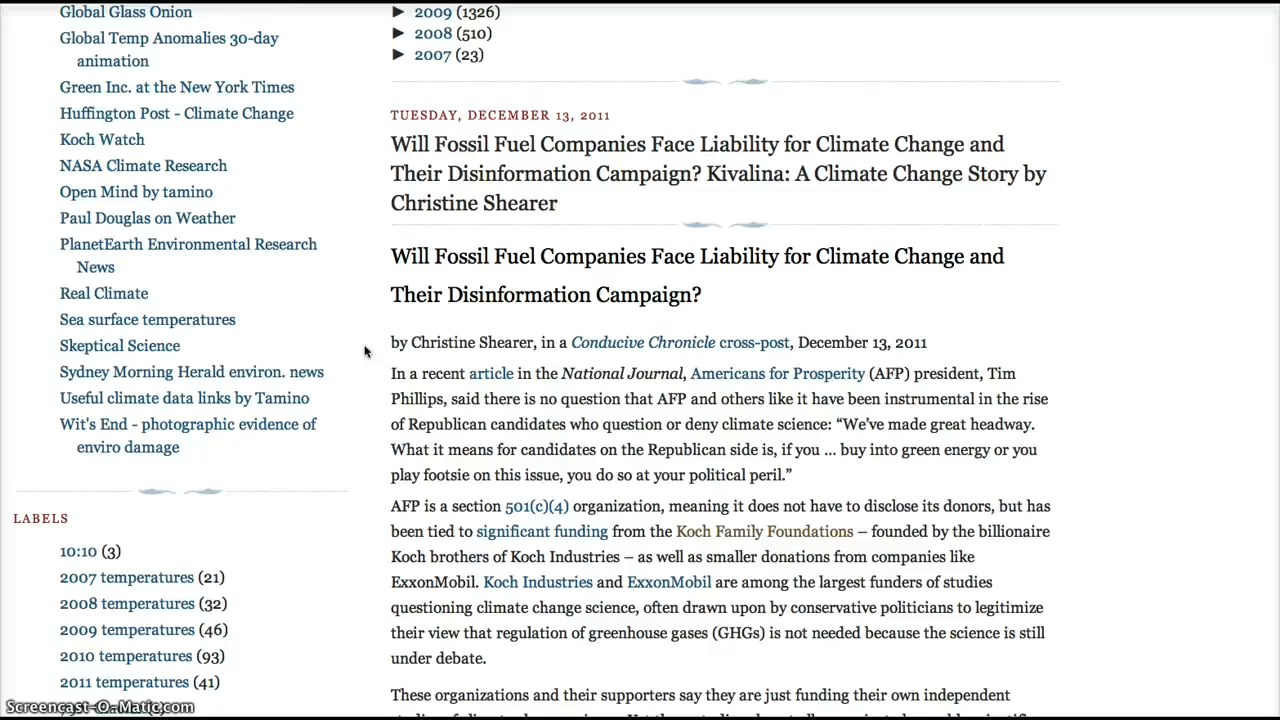 Global Glass Onion
Global Temp Anomalies 30-day
animation
Green Inc. at the New York Times
Huffington Post - Climate Change
Koch Watch
NASA Climate Research
Open Mind by tamino
Paul Douglas on Weather
PlanetEarth Environmental Research
News
Real Climate
Sea surface temperatures
Skeptical Science
Sydney Morning Herald environ. news
Useful climate data links by Tamino
Wit's End - photographic evidence of
enviro damage
LABELS
10:10 (3)
2007 temperatures (21)
2008 temperatures (32)
2009 temperatures (46)
2010 temperatures (93)
2011 temperatures (41)
Screencast-O-Matic.com
► 2009 (1326)
► 2008 (510)
► 2007 (23)
TUESDAY, DECEMBER 13, 2011
Will Fossil Fuel Companies Face Liability for Climate Change and
Their Disinformation Campaign? Kivalina: A Climate Change Story by
Christine Shearer
Will Fossil Fuel Companies Face Liability for Climate Change and
Their Disinformation Campaign?
by Christine Shearer, in a Conducive Chronicle cross-post, December 13, 2011
In a recent article in the National Journal, Americans for Prosperity (AFP) president, Tim
Phillips, said there is no question that AFP and others like it have been instrumental in the rise
of Republican candidates who question or deny climate science: “We’ve made great headway.
What it means for candidates on the Republican side is, if you ... buy into green energy or you
play footsie on this issue, you do so at your political peril.”
AFP is a section 501(c)(4) organization, meaning it does not have to disclose its donors, but has
been tied to significant funding from the Koch Family Foundations – founded by the billionaire
Koch brothers of Koch Industries – as well as smaller donations from companies like
ExxonMobil. Koch Industries and ExxonMobil are among the largest funders of studies
questioning climate change science, often drawn upon by conservative politicians to legitimize
their view that regulation of greenhouse gases (GHGs) is not needed because the science is still
under debate.
These organizations and their supporters say they are just funding their own independent